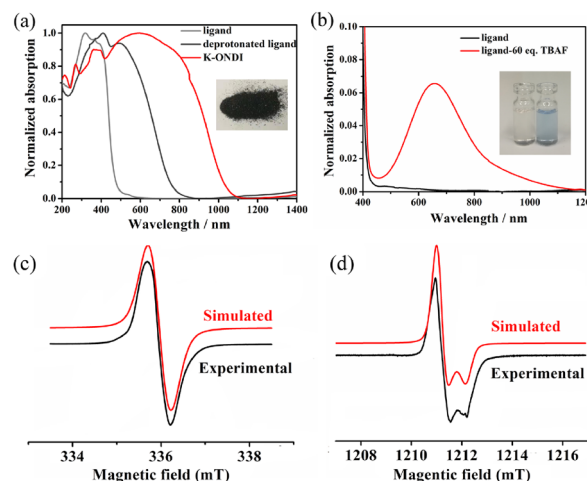 (a)
ligand
deprotonated ligand
K-ONDI
Normalized absorption
1.0
0.8
0.6
0.4
0.2
0.0
200 400 600 800 1000 1200 1400
Wavelength / nm
(b)
ligand
ligand-60 eq. TBAF
Normalized absorption
0.10
0.08
0.06
0.04
0.02
0.00
400 600 800 1000 1200
Wavelength / nm
(c)
Simulated
Experimental
334 336 338
Magnetic field (mT)
(d)
Simulated
Experimental
1208 1210 1212 1214 1216
Magentic field (mT)